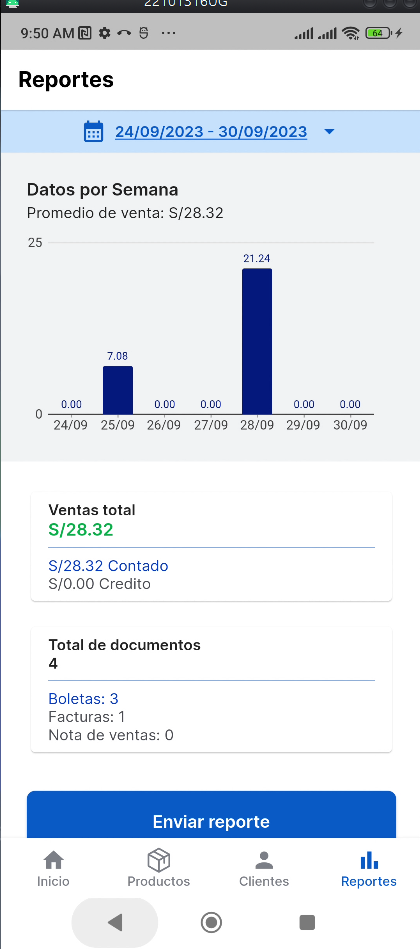 22101316UG
9:50 AM
64
Reportes
24/09/2023 - 30/09/2023
Datos por Semana
Promedio de venta: S/28.32
25
21.24
7.08
0.00 0.00 0.00 0.00 0.00
0
24/09 25/09 26/09 27/09 28/09 29/09 30/09
Ventas total
S/28.32
S/28.32 Contado
S/0.00 Credito
Total de documentos
4
Boletas: 3
Facturas: 1
Nota de ventas: 0
Enviar reporte
Inicio Productos Clientes Reportes